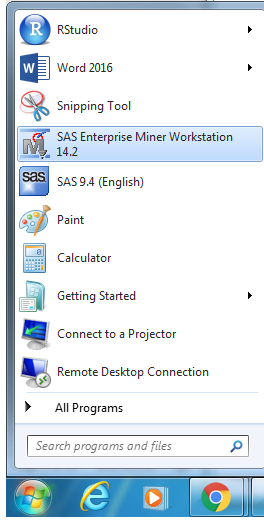 RStudio
Word 2016
Snipping Tool
SAS Enterprise Miner Workstation
14.2
SAS 9.4 (English)
Paint
Calculator
Getting Started
Connect to a Projector
Remote Desktop Connection
All Programs
Search programs and files